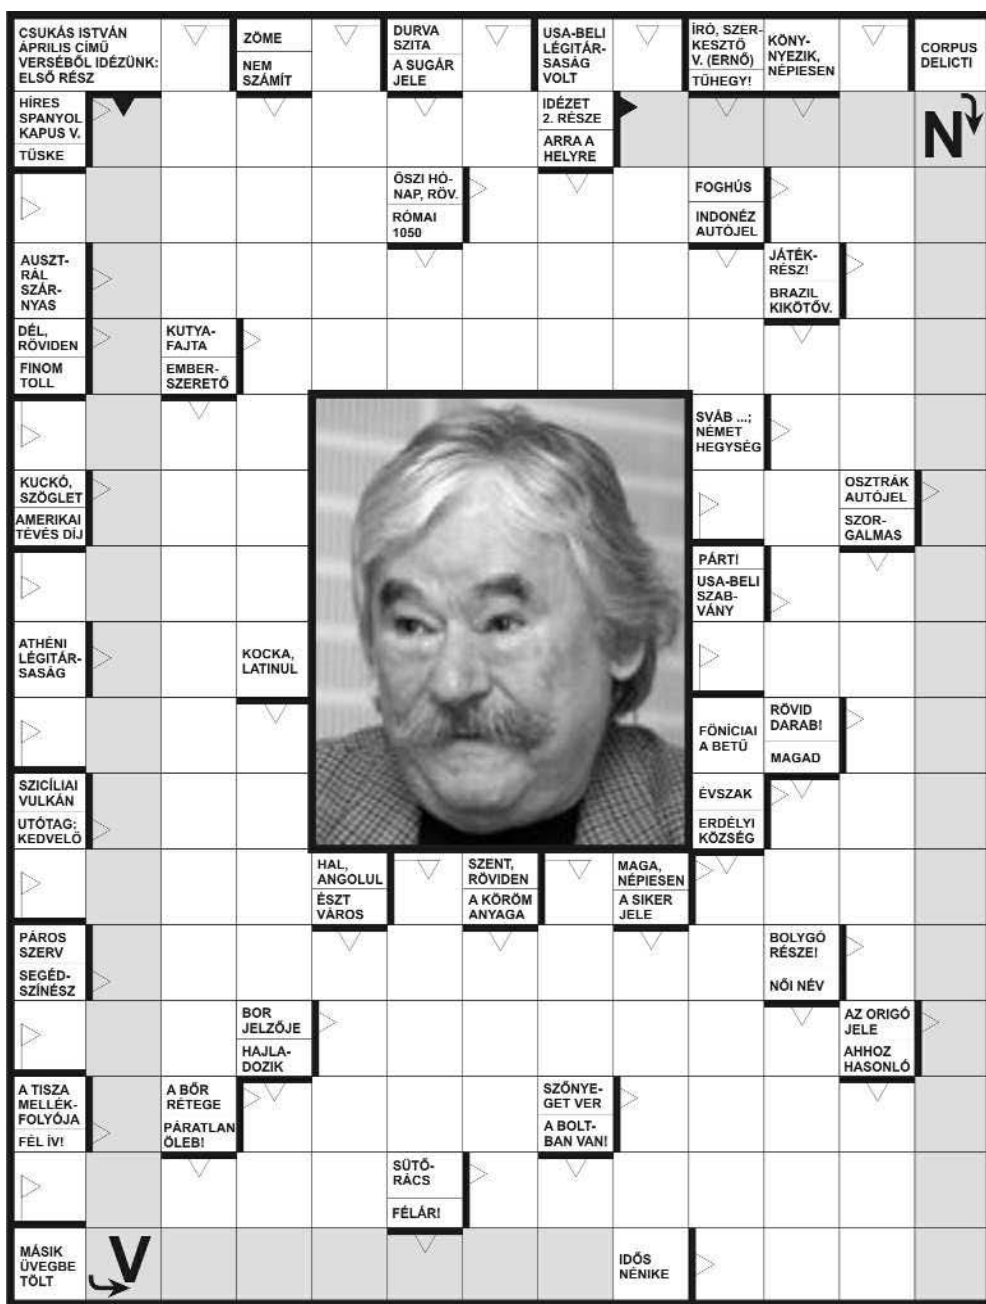 CSUKÁS ISTVÁN
ÁPRILIS CÍMŰ
VERSÉBŐL IDÉZÜNK:
ELSŐ RÉSZ
ZÖME
NEM
SZÁMÍT
DURVA
SZITA
A SUGÁR
JELE
USA-BELI
LÉGITÁR-
SASÁG
VOLT
ÍRÓ, SZER-
KESZTŐ
V. (ERNŐ)
TŰHEGY!
KÖNY-
NYEZIK,
NÉPIESEN
CORPUS
DELICTI
HÍRES
SPANYOL
KAPUS V.
TÜSKE
IDÉZET
2. RÉSZE
ARRA A
HELYRE
N
ŐSZI HÓ-
NAP, RÖV.
RÓMAI
1050
FOGHÚS
INDONÉZ
AUTÓJEL
AUSZT-
RÁL
SZÁR-
NYAS
JÁTÉK-
RÉSZ!
BRAZIL
KIKÖTŐV.
DÉL,
RÖVIDEN
FINOM
TOLL
KUTYA-
FAJTA
EMBER-
SZERETŐ
SVÁB ...;
NÉMET
HEGYSÉG
KUCKÓ,
SZÖGLET
AMERIKAI
TÉVÉS DÍJ
OSZTRÁK
AUTÓJEL
SZOR-
GALMAS
PÁRT!
USA-BELI
SZAB-
VÁNY
ATHÉNI
LÉGITÁR-
SASÁG
KOCKA,
LATINUL
FŐNÍCIAI
A BETŰ
RÖVID
DARAB!
MAGAD
SZICÍLIAI
VULKÁN
UTÓTAG:
KEDVELŐ
ÉVSZAK
ERDÉLYI
KÖZSÉG
HAL,
ANGOLUL
ÉSZT
VÁROS
SZENT,
RÖVIDEN
A KÖRÖM
ANYAGA
MAGA,
NÉPIESEN
A SIKER
JELE
PÁROS
SZERV
SEGÉD-
SZÍNÉSZ
BOLYGÓ
RÉSZE!
NŐI NÉV
BOR
JELZŐJE
HAJLA-
DOZIK
AZ ORIGÓ
JELE
AHHOZ
HASONLÓ
A TISZA
MELLÉK-
FOLYÓJA
FÉL ÍV!
A BŐR
RÉTEGE
PÁRATLAN
ÖLEB!
SZŐNYE-
GET VER
A BOLT-
BAN VAN!
SÜTŐ-
RÁCS
FÉLÁR!
MÁSIK
ÜVEGBE
TÖLT
V
IDŐS
NÉNIKE